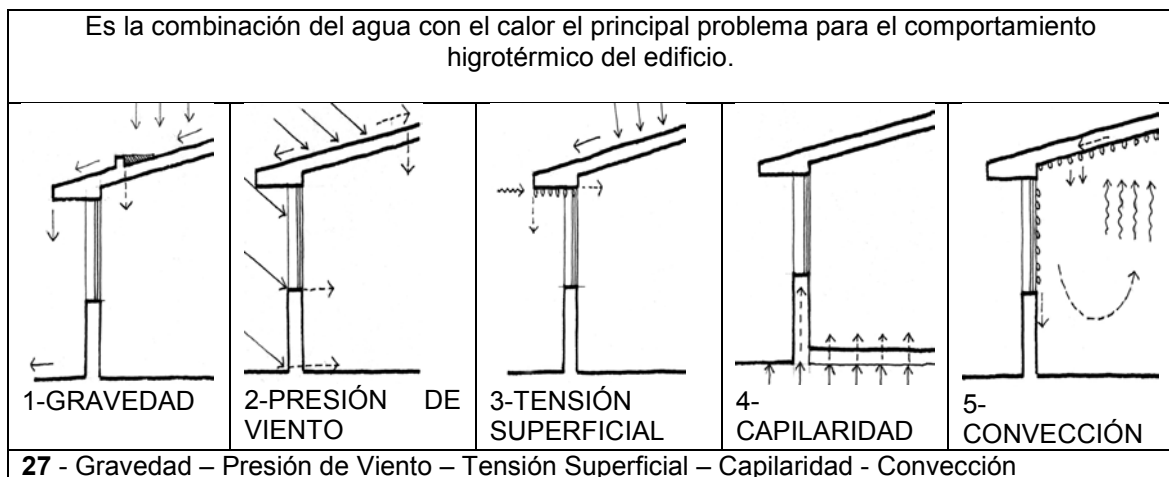 Es la combinación del agua con el calor el principal problema para el comportamiento
higrotérmico del edificio.
1-GRAVEDAD
2-PRESIÓN DE
VIENTO
3-TENSIÓN
SUPERFICIAL
4-
CAPILARIDAD
5-
CONVECCIÓN
27 - Gravedad – Presión de Viento – Tensión Superficial – Capilaridad - Convección